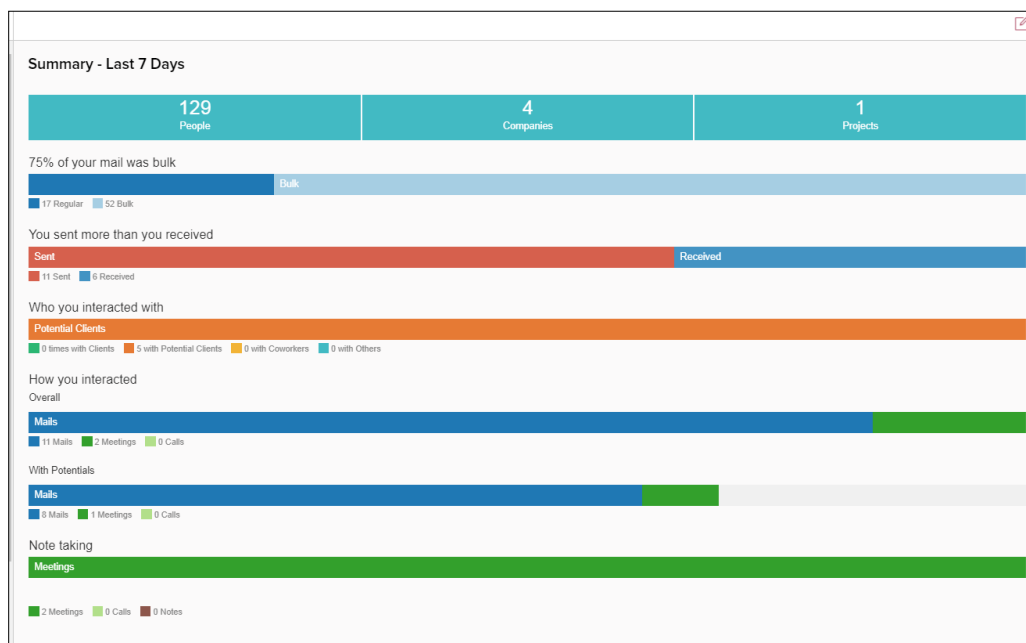 Summary - Last 7 Days
129 4 1
People Companies Projects
75% of your mail was bulk
Bulk
17 Regular 52 Bulk
You sent more than you received
Sent Received
11 Sent 6 Received
Who you interacted with
Potential Clients
0 times with Clients 5 with Potential Clients 0 with Coworkers 0 with Others
How you interacted
Overall
Mails
11 Mails 2 Meetings 0 Calls
With Potentials
Mails
8 Mails 1 Meetings 0 Calls
Note taking
Meetings
2 Meetings 0 Calls 0 Notes